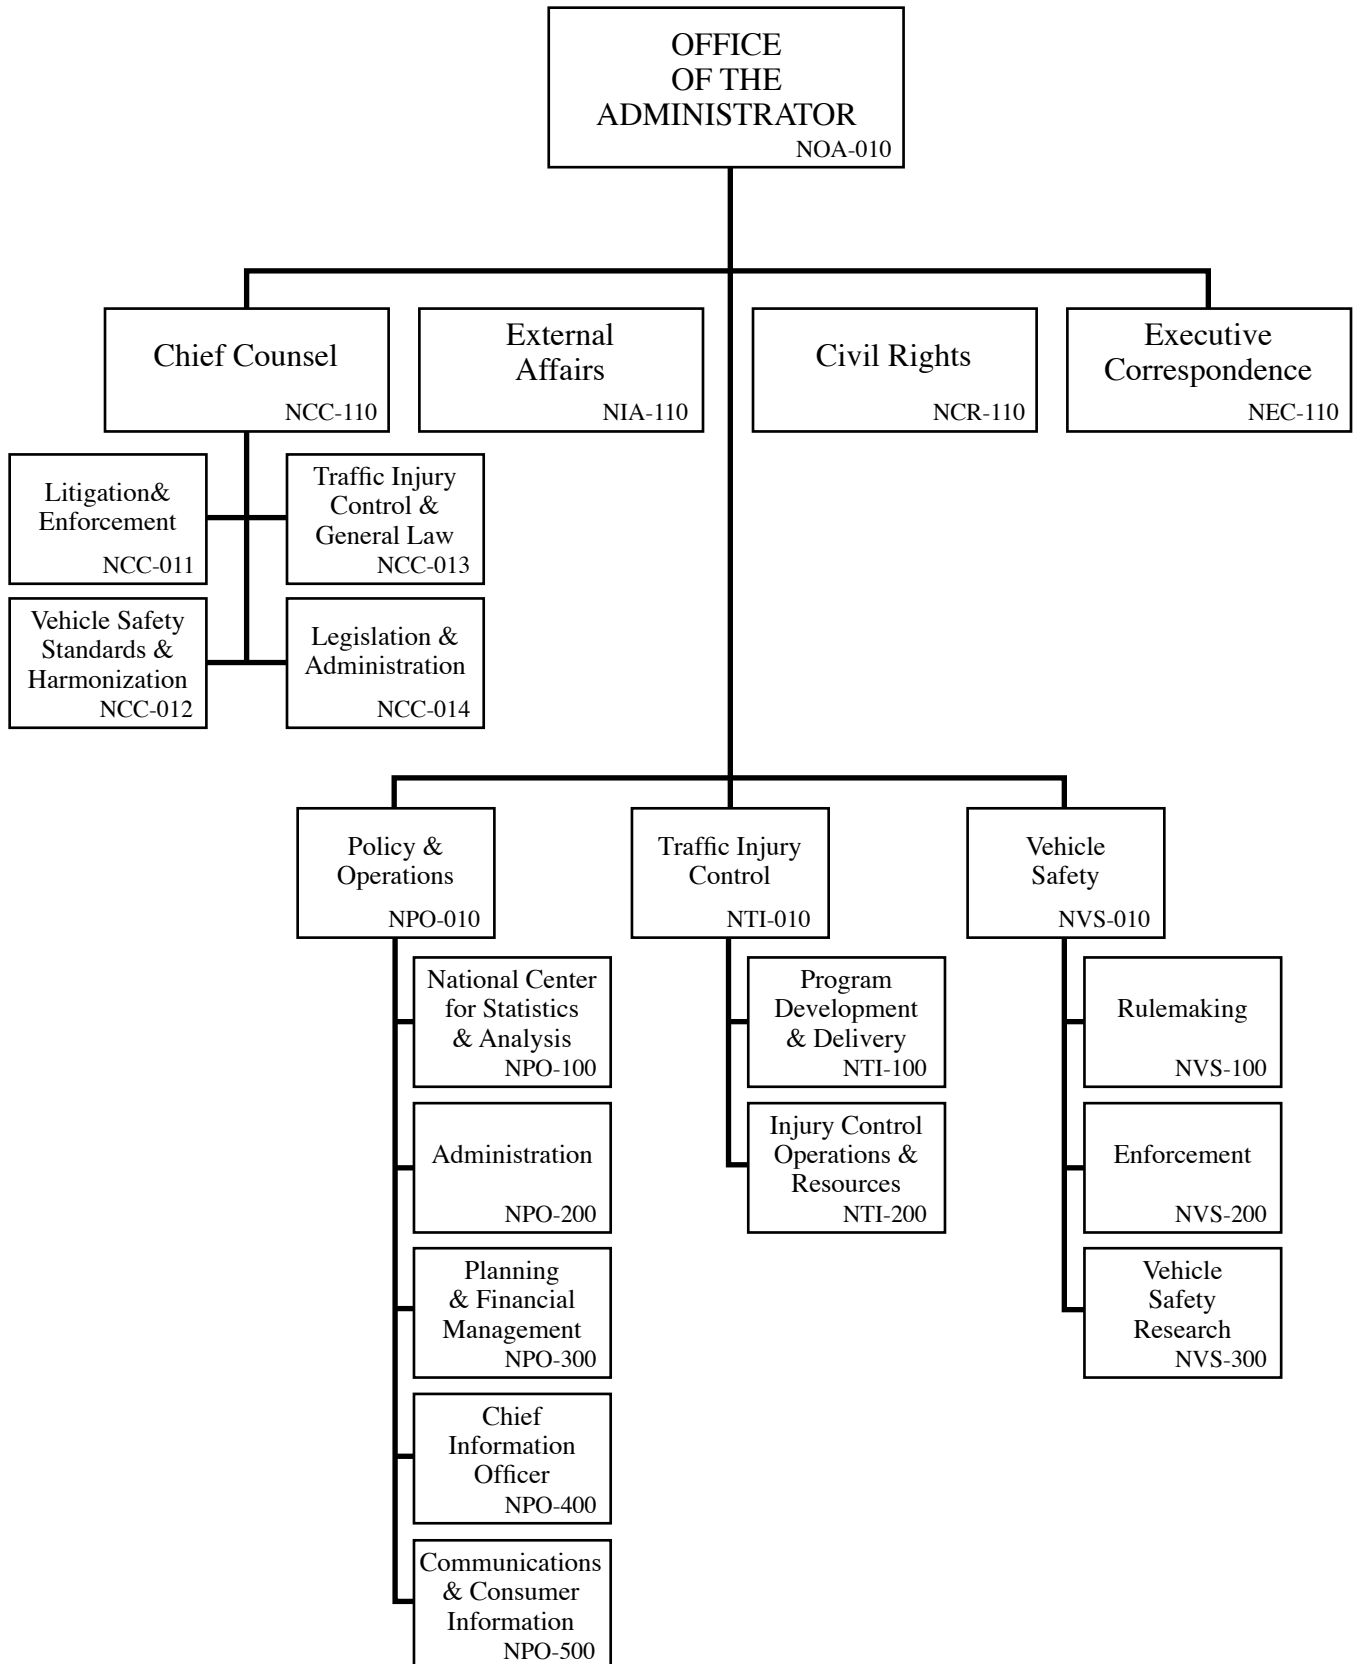 OFFICE
OF THE
ADMINISTRATOR
NOA-010
Chief Counsel
NCC-110
External
Affairs
NIA-110
Civil Rights
NCR-110
Executive
Correspondence
NEC-110
Litigation&
Enforcement
NCC-011
Traffic Injury
Control &
General Law
NCC-013
Vehicle Safety
Standards &
Harmonization
NCC-012
Legislation &
Administration
NCC-014
Policy &
Operations
NPO-010
National Center
for Statistics
& Analysis
NPO-100
Administration
NPO-200
Planning
& Financial
Management
NPO-300
Chief
Information
Officer
NPO-400
Communications
& Consumer
Information
NPO-500
Traffic Injury
Control
NTI-010
Program
Development
& Delivery
NTI-100
Injury Control
Operations &
Resources
NTI-200
Vehicle
Safety
NVS-010
Rulemaking
NVS-100
Enforcement
NVS-200
Vehicle
Safety
Research
NVS-300